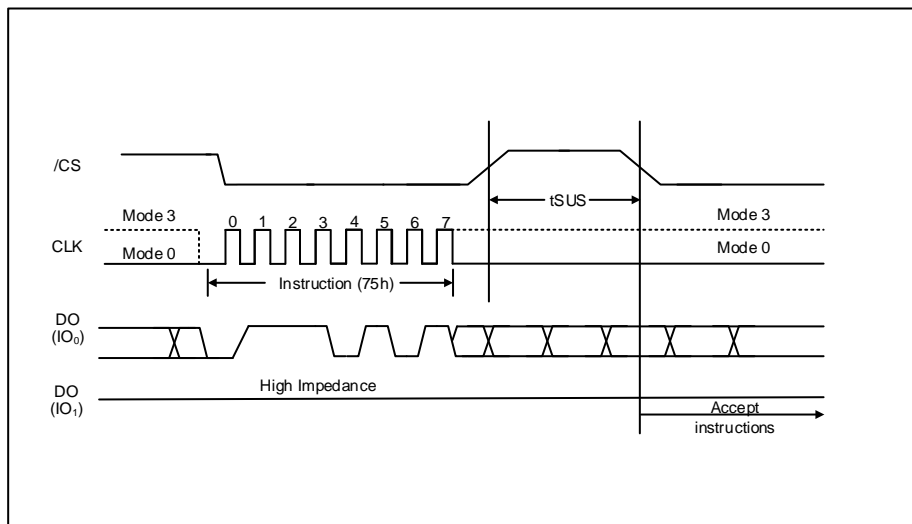 /CS
tSUS
Mode 3
0 1 2 3 4 5 6 7
Mode 3
CLK
Mode 0
Mode 0
Instruction (75h)
DO
(IO₀)
High Impedance
DO
(IO₁)
Accept
instructions